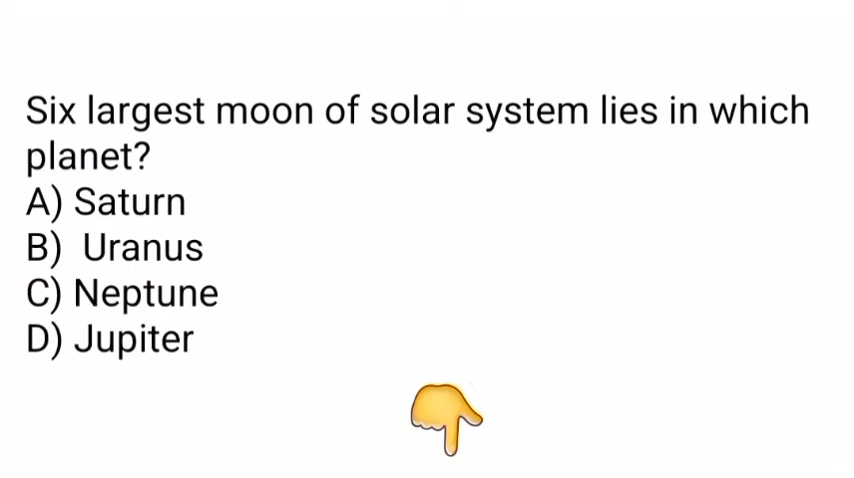 Six largest moon of solar system lies in which
planet?
A) Saturn
B) Uranus
C) Neptune
D) Jupiter